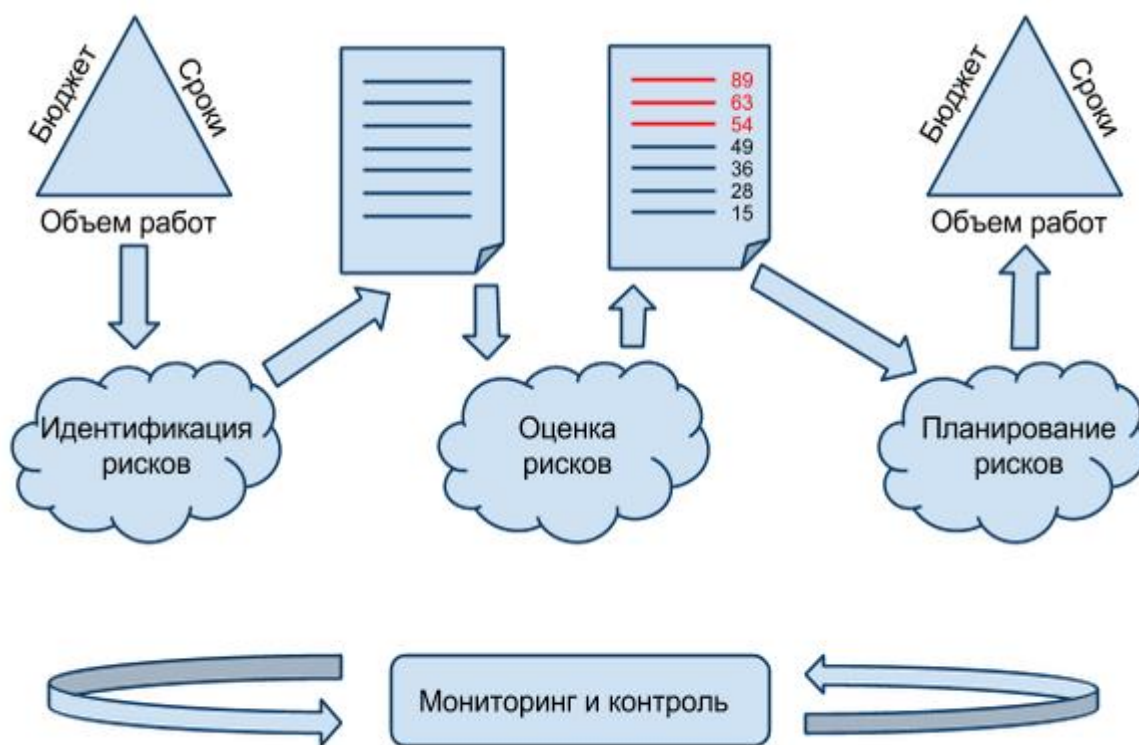 Бюджет
Сроки
Объем работ
89
63
54
49
36
28
15
Бюджет
Сроки
Объем работ
Идентификация
рисков
Оценка
рисков
Планирование
рисков
Мониторинг и контроль